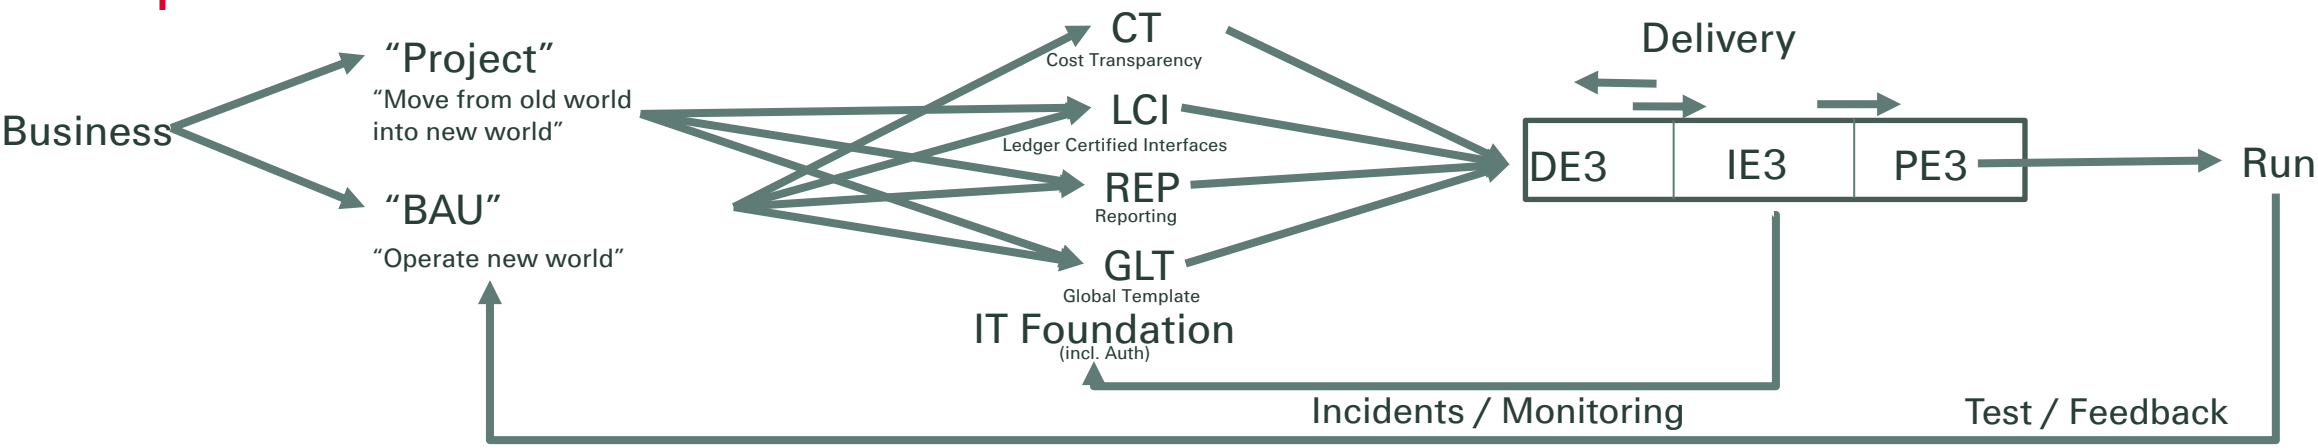 Business
“Project”
“Move from old world
into new world”
“BAU”
“Operate new world”
CT
Cost Transparency
LCI
Ledger Certified Interfaces
REP
Reporting
GLT
Global Template
IT Foundation
(incl. Auth)
Delivery
DE3
IE3
PE3
Run
Incidents / Monitoring
Test / Feedback